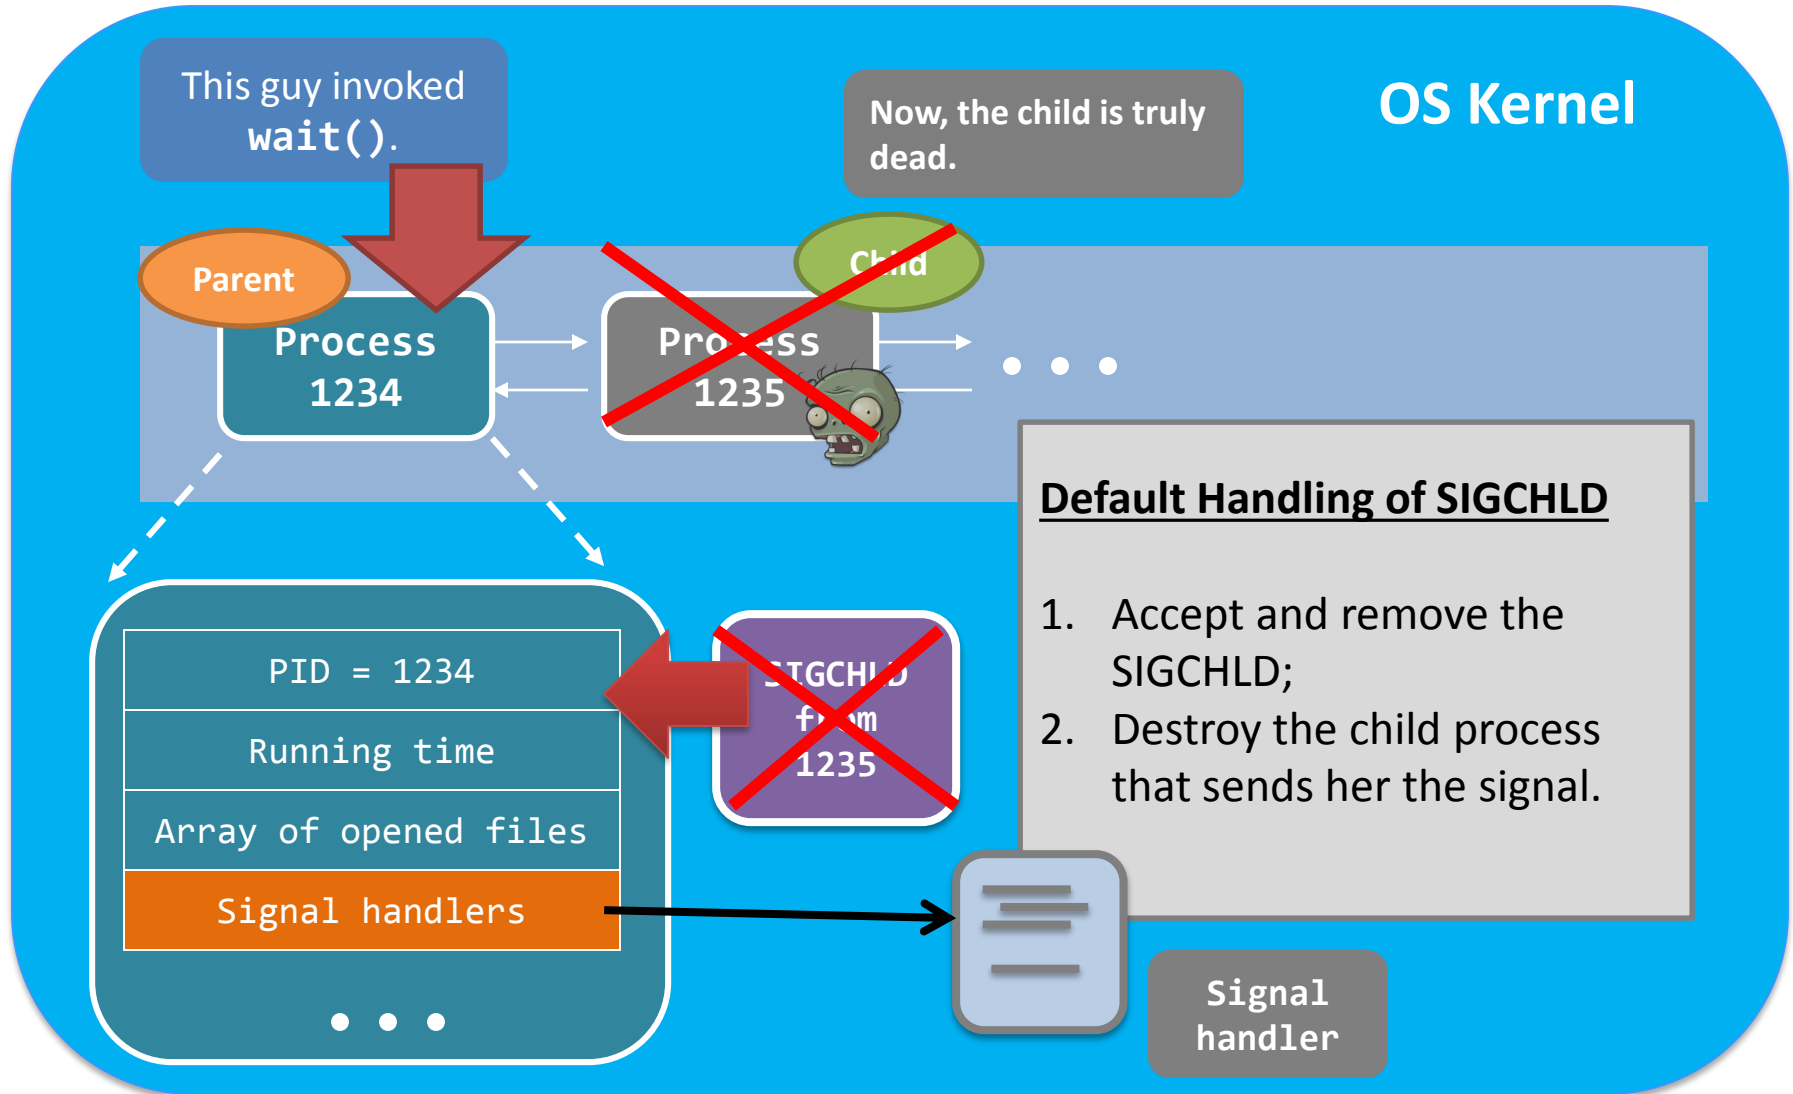 This guy invoked
wait().
Now, the child is truly
dead.
OS Kernel
Parent
Child
Process
1234
Process
1235
Default Handling of SIGCHLD
1. Accept and remove the
SIGCHLD;
2. Destroy the child process
that sends her the signal.
PID = 1234
Running time
Array of opened files
Signal handlers
SIGCHLD
from
1235
Signal
handler